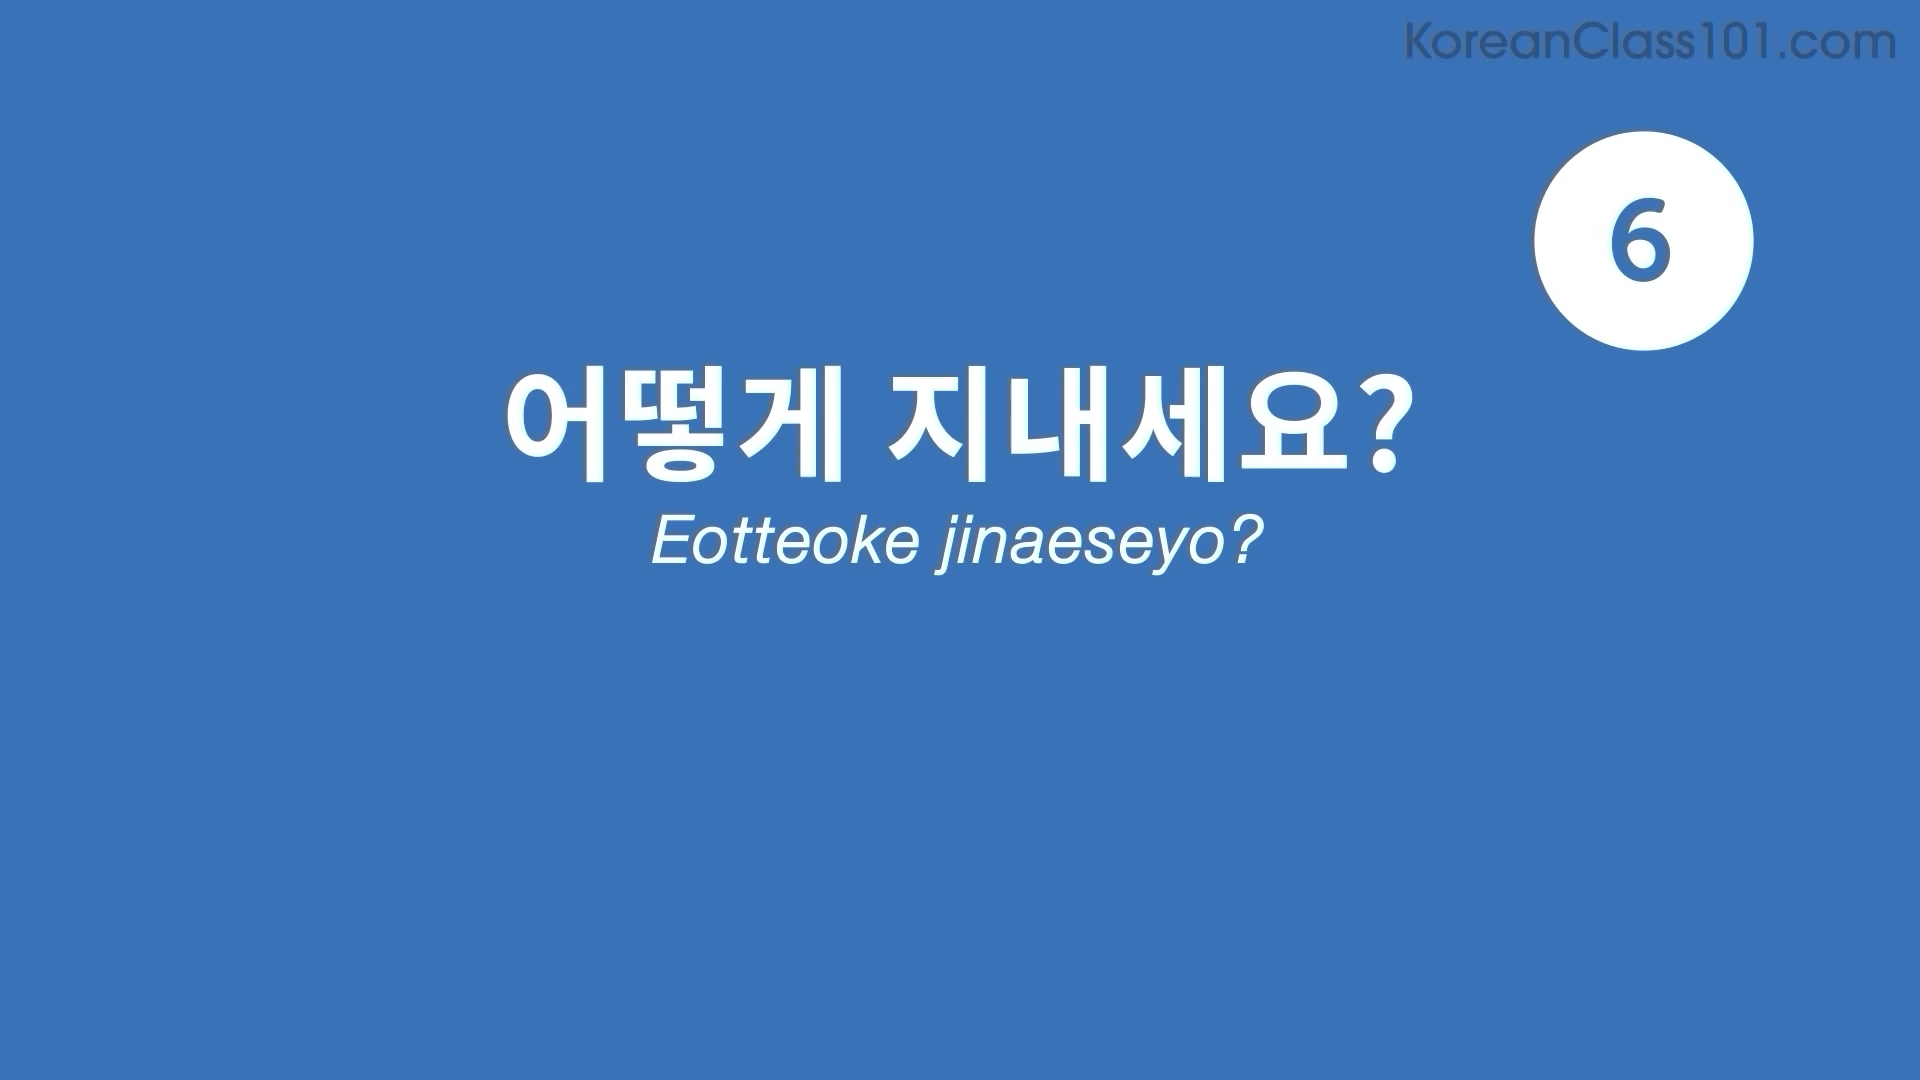 KoreanClass101.com
6
어떻게 지내세요?
Eotteoke jinaeseyo?